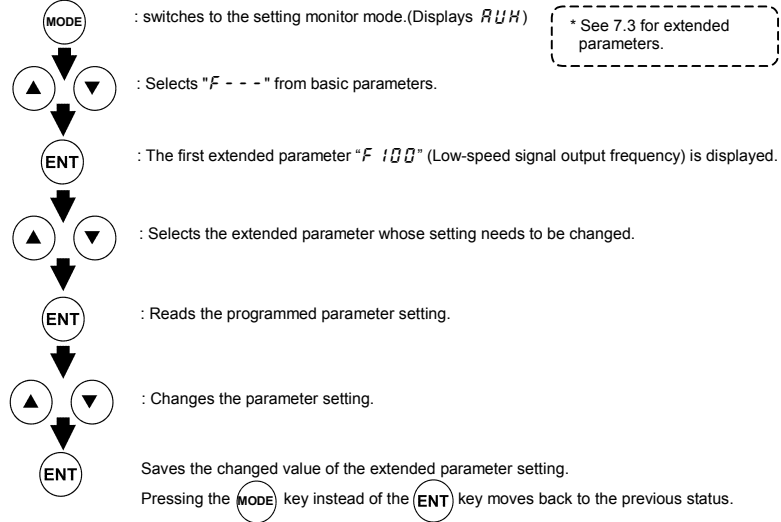 MODE : switches to the setting monitor mode.(Displays AUH)
* See 7.3 for extended
parameters.
▲ ▼ : Selects "F - - -" from basic parameters.
ENT : The first extended parameter “F 100” (Low-speed signal output frequency) is displayed.
▲ ▼ : Selects the extended parameter whose setting needs to be changed.
ENT : Reads the programmed parameter setting.
▲ ▼ : Changes the parameter setting.
ENT Saves the changed value of the extended parameter setting.
Pressing the MODE key instead of the ENT key moves back to the previous status.